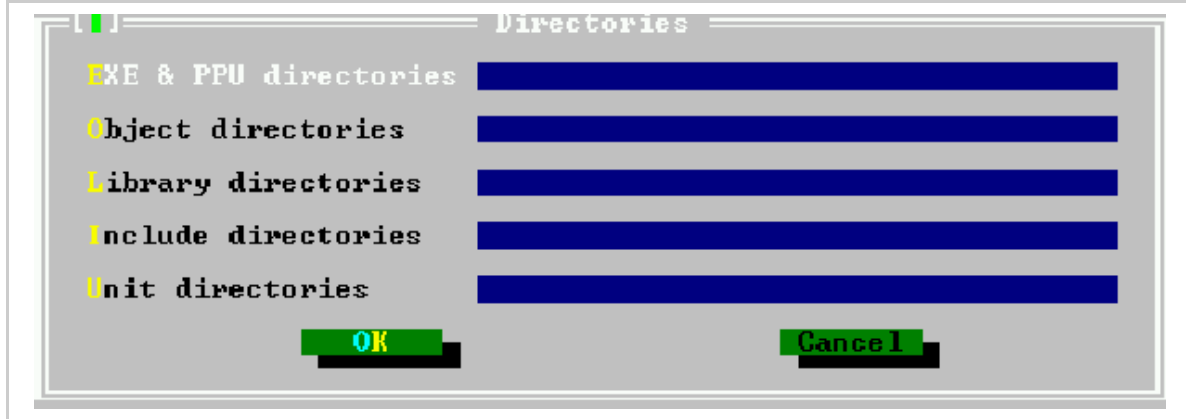 [ ] Directories
EXE & PPU directories
Object directories
Library directories
Include directories
Unit directories
OK Cancel